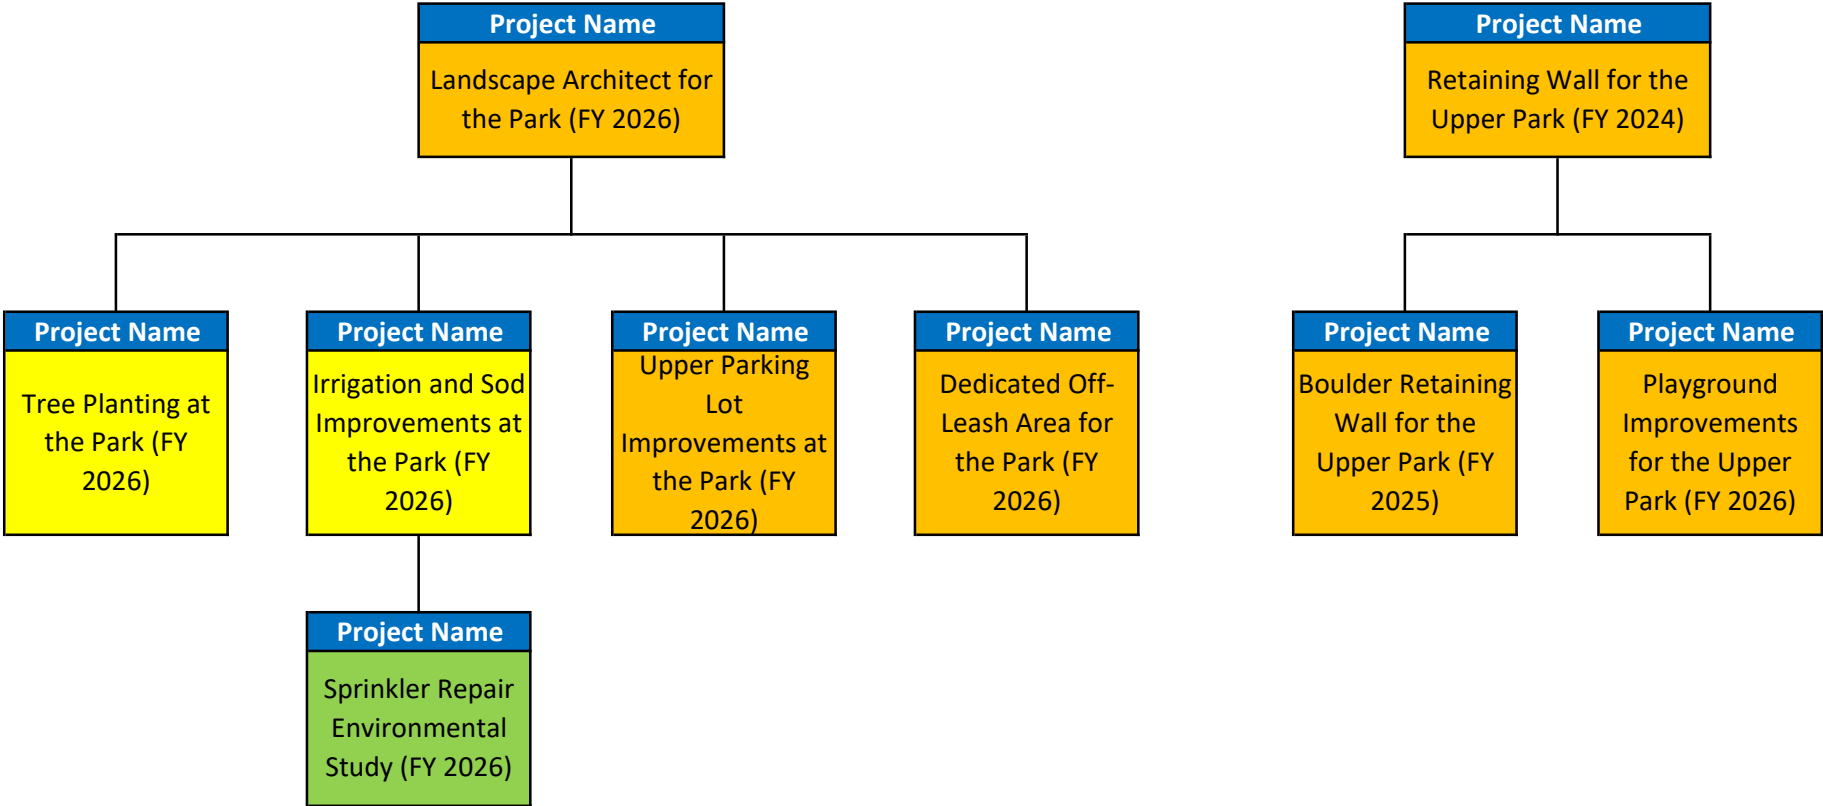 Project Name
Landscape Architect for
the Park (FY 2026)
Project Name
Retaining Wall for the
Upper Park (FY 2024)
Project Name
Tree Planting at
the Park (FY
2026)
Project Name
Irrigation and Sod
Improvements at
the Park (FY
2026)
Project Name
Upper Parking
Lot
Improvements at
the Park (FY
2026)
Project Name
Dedicated Off-
Leash Area for
the Park (FY
2026)
Project Name
Boulder Retaining
Wall for the
Upper Park (FY
2025)
Project Name
Playground
Improvements
for the Upper
Park (FY 2026)
Project Name
Sprinkler Repair
Environmental
Study (FY 2026)